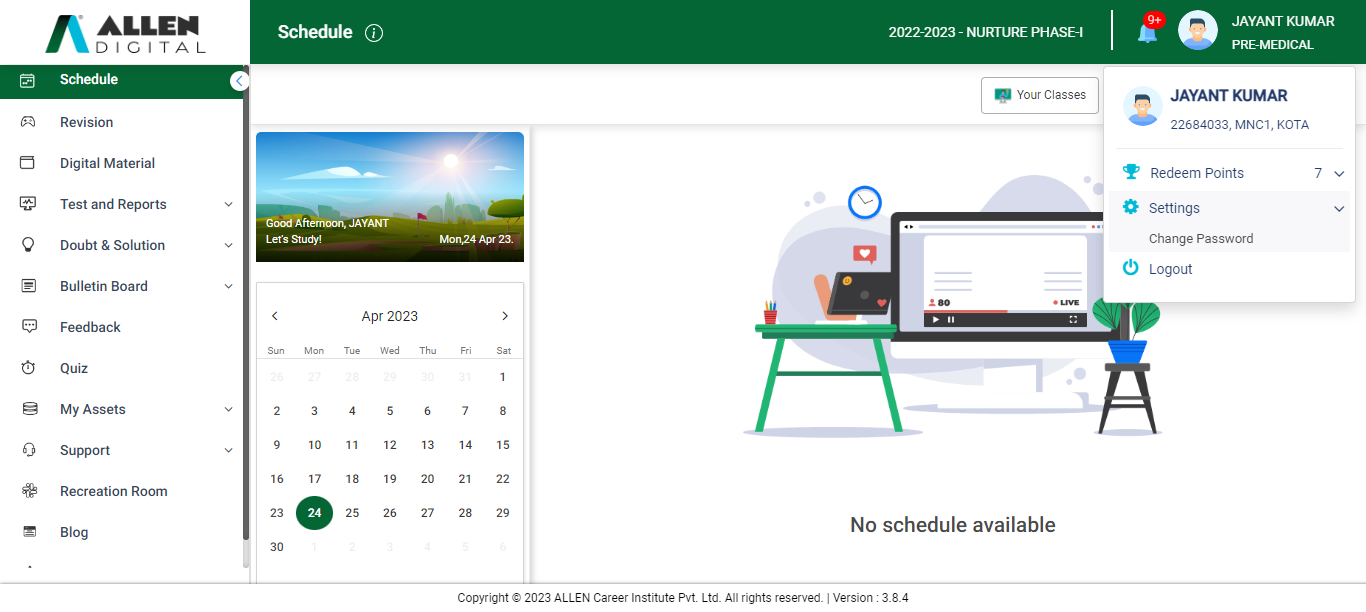 ALLEN
DIGITAL
Schedule
2022-2023 - NURTURE PHASE-I
9+
JAYANT KUMAR
PRE-MEDICAL
Schedule
Revision
Digital Material
Test and Reports
Doubt & Solution
Bulletin Board
Feedback
Quiz
My Assets
Support
Recreation Room
Blog
Your Classes
JAYANT KUMAR
22684033, MNC1, KOTA
Redeem Points 7
Settings
Change Password
Logout
Good Afternoon, JAYANT
Let's Study! Mon,24 Apr 23.
Apr 2023
Sun Mon Tue Wed Thu Fri Sat
26 27 28 29 30 31 1
2 3 4 5 6 7 8
9 10 11 12 13 14 15
16 17 18 19 20 21 22
23 24 25 26 27 28 29
30 1 2 3 4 5 6
80 LIVE
No schedule available
Copyright © 2023 ALLEN Career Institute Pvt. Ltd. All rights reserved. | Version : 3.8.4